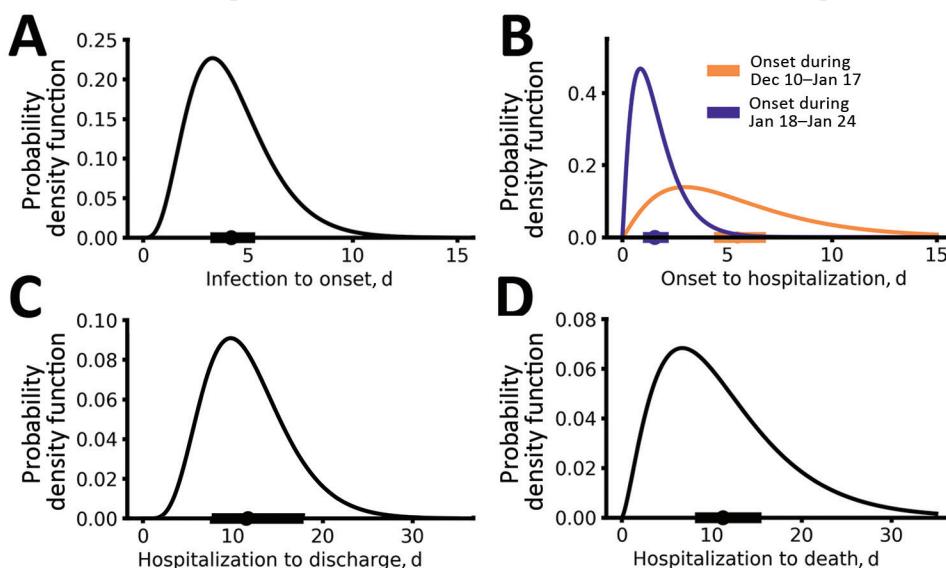 A
Probability
density function
0.25
0.20
0.15
0.10
0.05
0.00
0
5
10
15
Infection to onset, d
B
Probability
density function
0.4
0.2
0.0
0
5
10
15
Onset to hospitalization, d
Onset during
Dec 10–Jan 17
Onset during
Jan 18–Jan 24
C
Probability
density function
0.10
0.08
0.06
0.04
0.02
0.00
0
10
20
30
Hospitalization to discharge, d
D
Probability
density function
0.08
0.06
0.04
0.02
0.00
0
10
20
30
Hospitalization to death, d